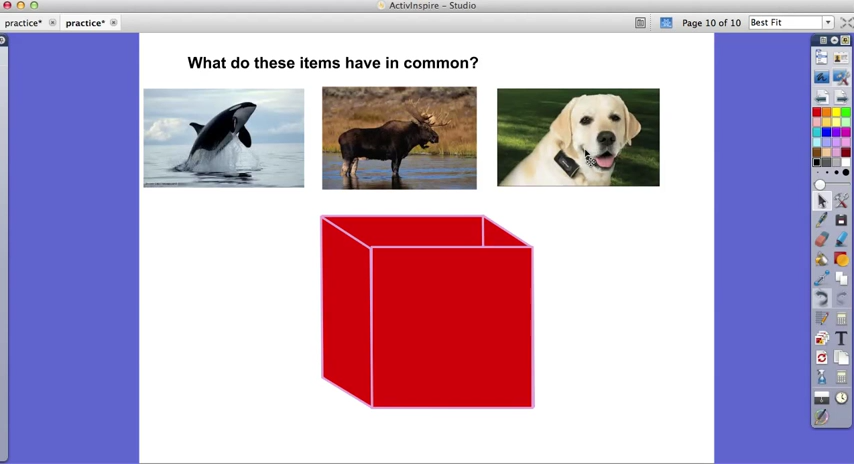 ActivInspire – Studio
practice*
practice*
Page 10 of 10
Best Fit
What do these items have in common?
T